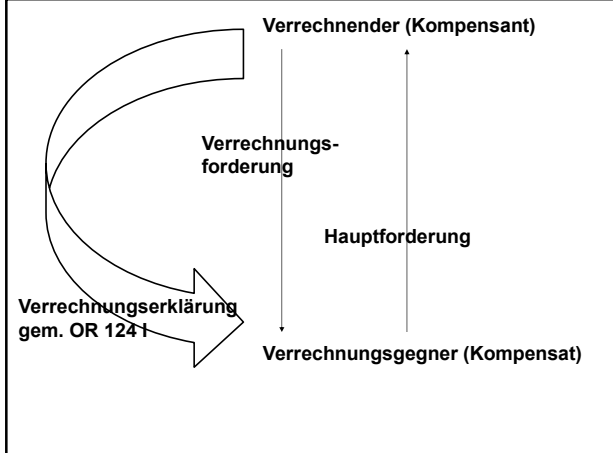 Verrechnender (Kompensant)
Verrechnungs-
forderung
Hauptforderung
Verrechnungserklärung
gem. OR 124 I
Verrechnungsgegner (Kompensat)